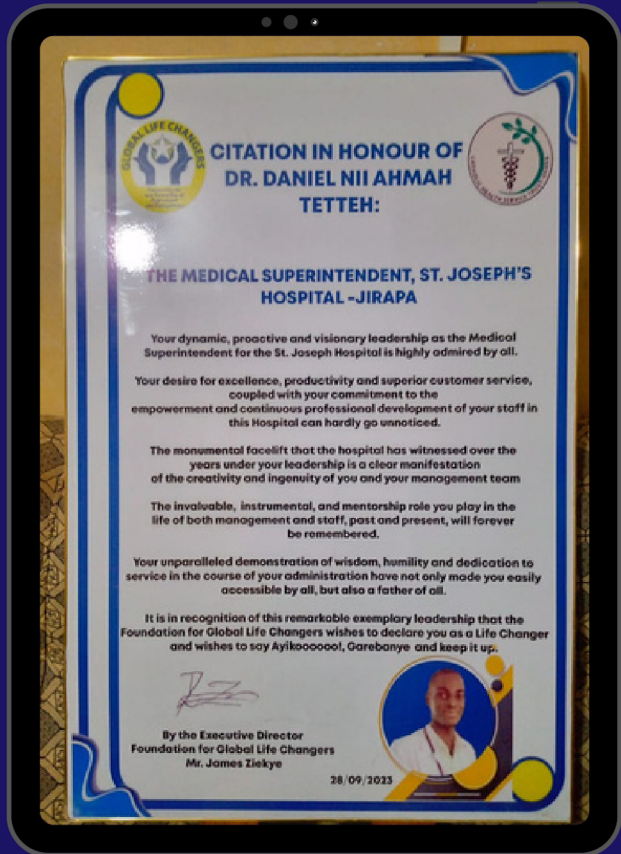 GLOBAL LIFE CHANGERS
CITATION IN HONOUR OF
DR. DANIEL NII AHMAH
TETTEH:
THE MEDICAL SUPERINTENDENT, ST. JOSEPH'S
HOSPITAL -JIRAPA
Your dynamic, proactive and visionary leadership as the Medical
Superintendent for the St. Joseph Hospital is highly admired by all.
Your desire for excellence, productivity and superior customer service,
coupled with your commitment to the
empowerment and continuous professional development of your staff in
this Hospital can hardly go unnoticed.
The monumental facelift that the hospital has witnessed over the
years under your leadership is a clear manifestation
of the creativity and ingenuity of you and your management team
The invaluable, instrumental, and mentorship role you play in the
life of both management and staff, past and present, will forever
be remembered.
Your unparalleled demonstration of wisdom, humility and dedication to
service in the course of your administration have not only made you easily
accessible by all, but also a father of all.
It is in recognition of this remarkable exemplary leadership that the
Foundation for Global Life Changers wishes to declare you as a Life Changer
and wishes to say Ayikoooooo!, Garebanye and keep it up.
By the Executive Director
Foundation for Global Life Changers
Mr. James Ziekye
28/09/2023